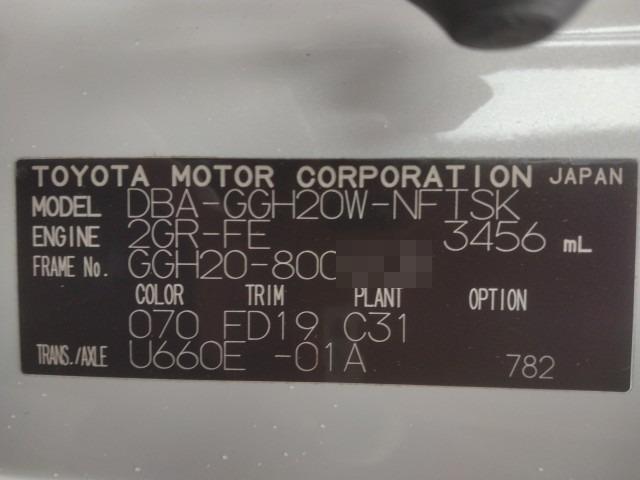 TOYOTA MOTOR CORPORATION JAPAN
MODEL DBA-GGH20W-NFTSK
ENGINE 2GR-FE 3456 mL
FRAME No. GGH20-800
COLOR TRIM PLANT OPTION
070 FD19 C31
TRANS./AXLE U660E -01A 782